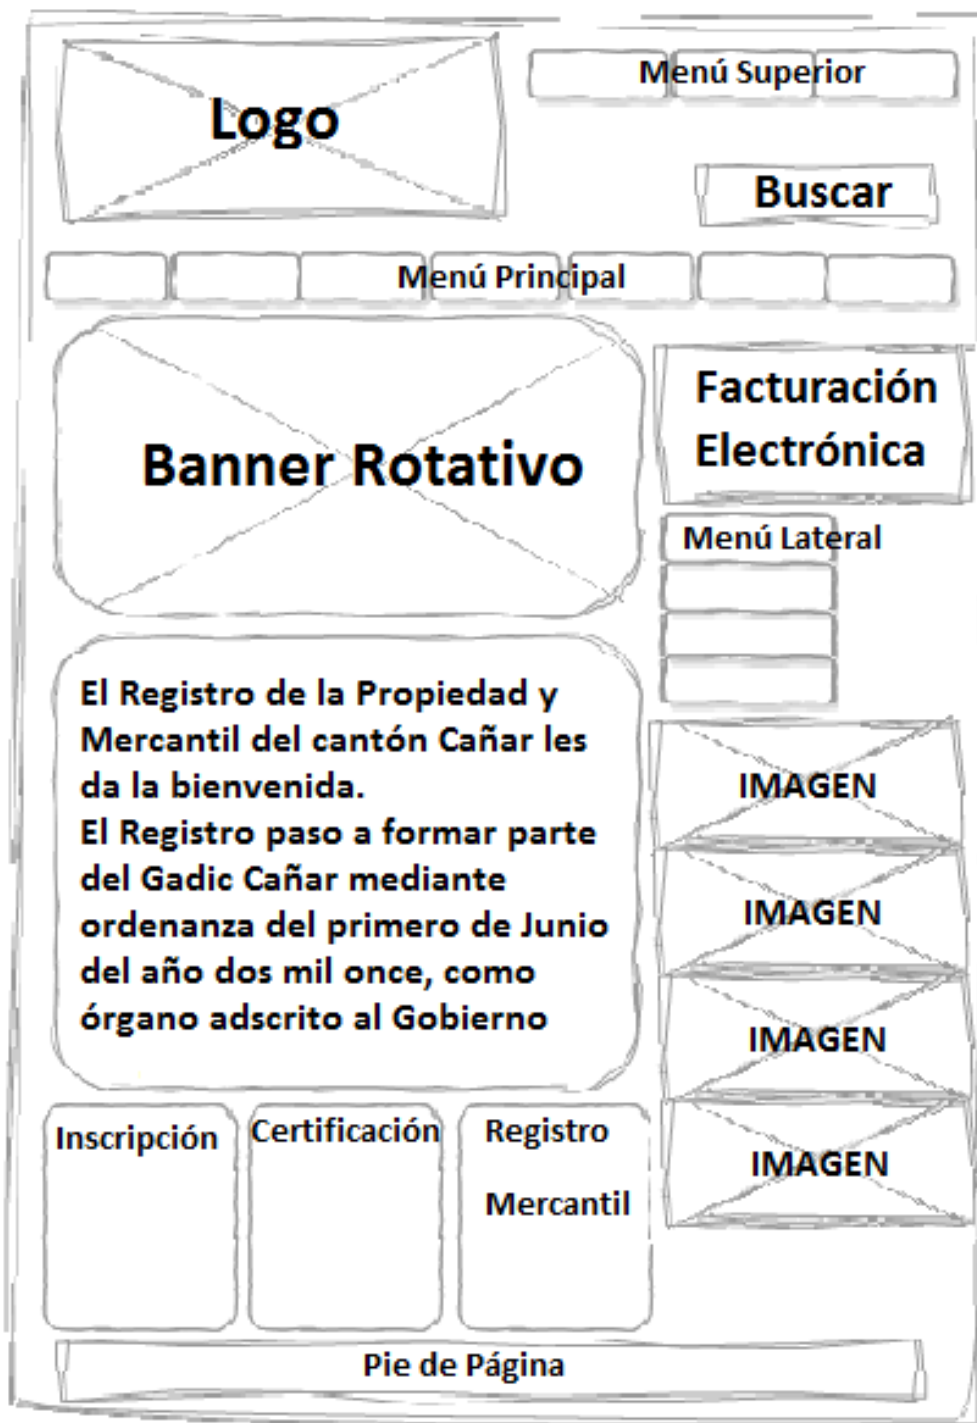 Logo
Menú Superior
Buscar
Menú Principal
Banner Rotativo
Facturación
Electrónica
Menú Lateral
El Registro de la Propiedad y
Mercantil del cantón Cañar les
da la bienvenida.
El Registro paso a formar parte
del Gadic Cañar mediante
ordenanza del primero de Junio
del año dos mil once, como
órgano adscrito al Gobierno
IMAGEN
IMAGEN
IMAGEN
IMAGEN
Inscripción
Certificación
Registro
Mercantil
Pie de Página